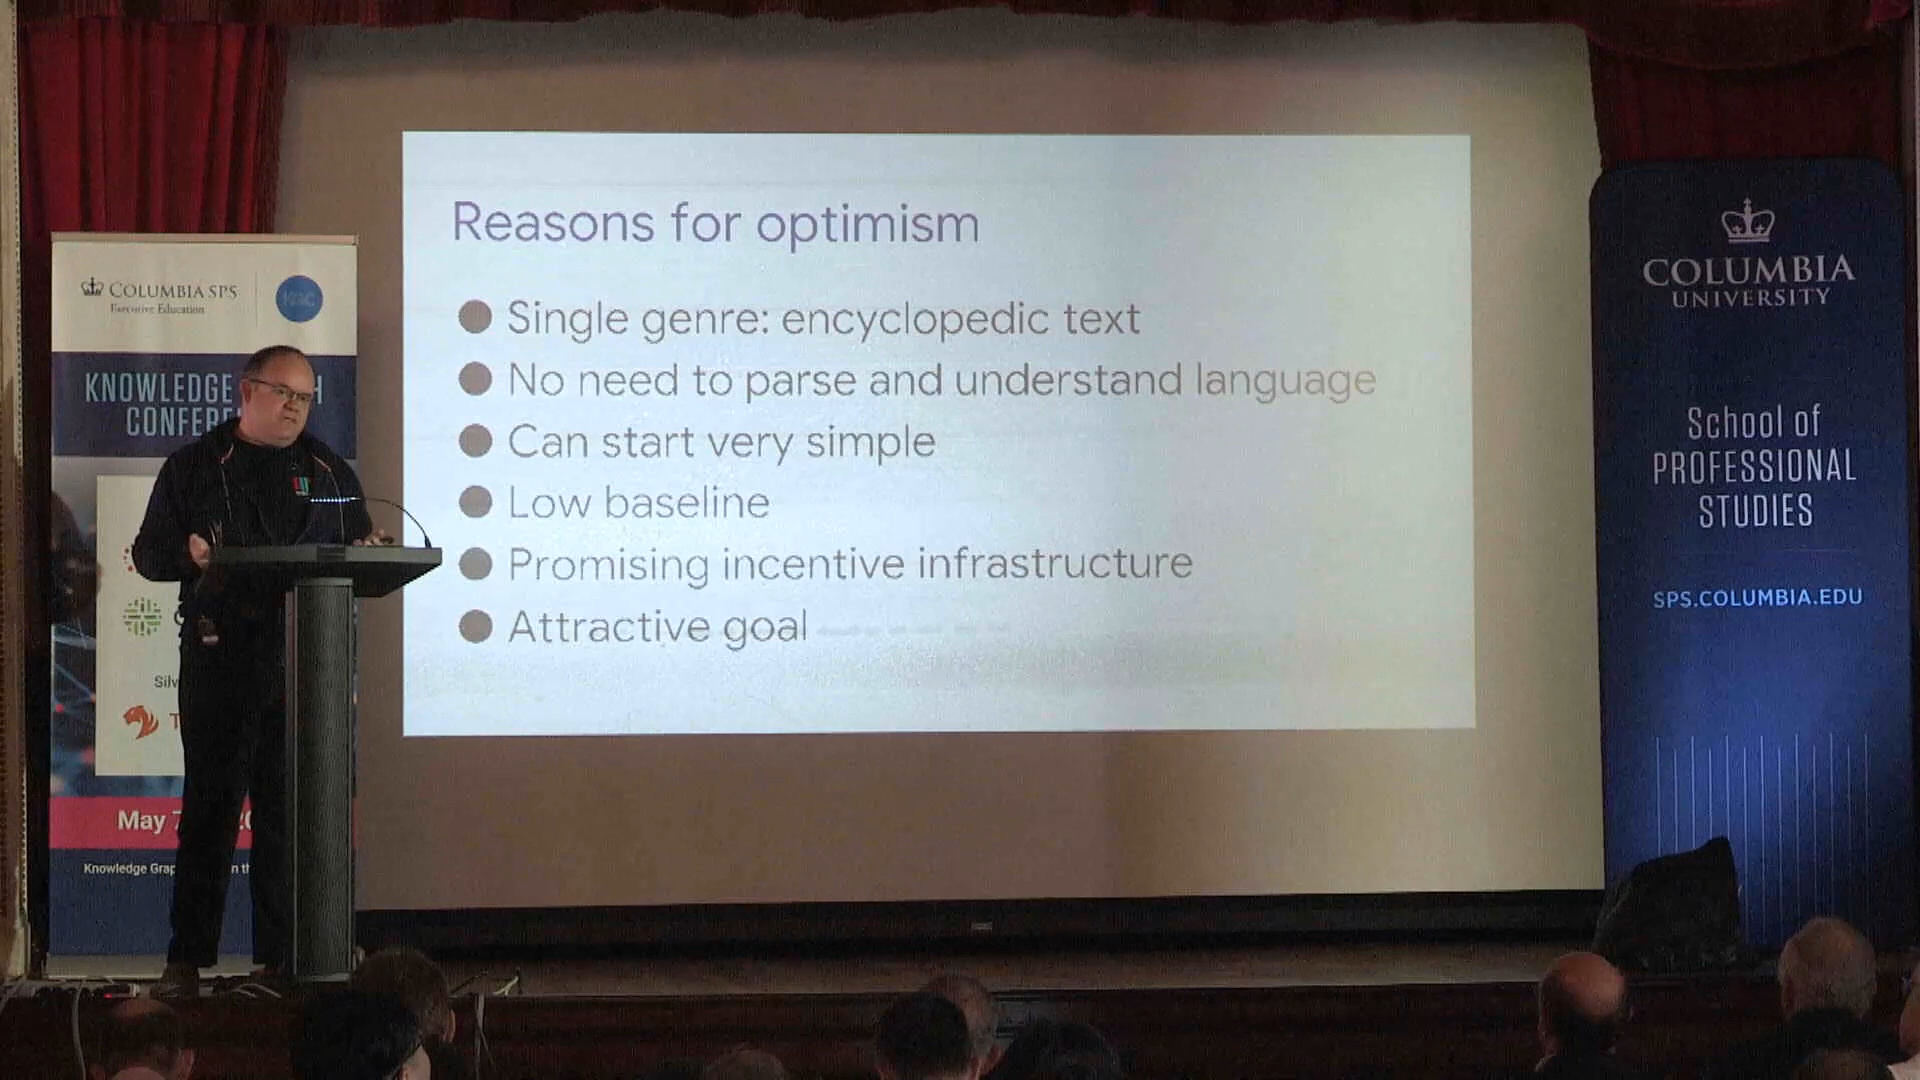 Reasons for optimism
Single genre: encyclopedic text
No need to parse and understand language
Can start very simple
Low baseline
Promising incentive infrastructure
Attractive goal
COLUMBIA SPS
Executive Education
KNOWLEDGE
May
Knowledge
COLUMBIA
UNIVERSITY
School of
PROFESSIONAL
STUDIES
SPS.COLUMBIA.EDU